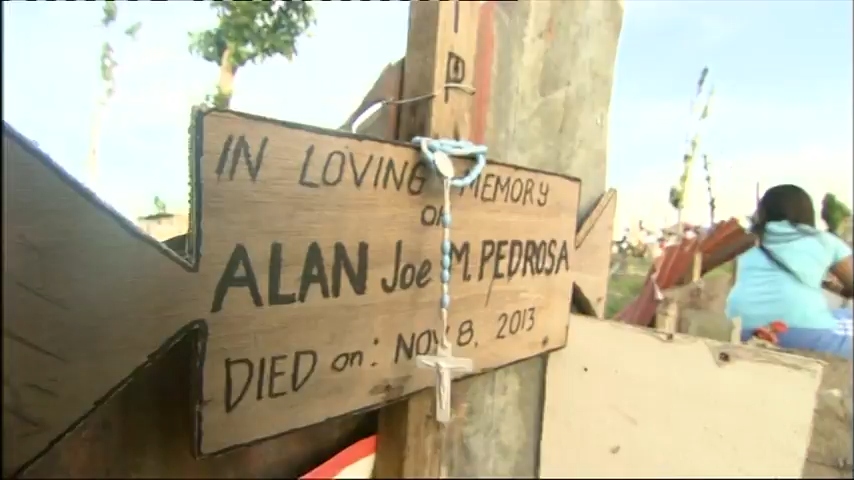 I
P
IN LOVING MEMORY
OF
ALAN Joe M. PEDROSA
DIED on: NOV 8, 2013